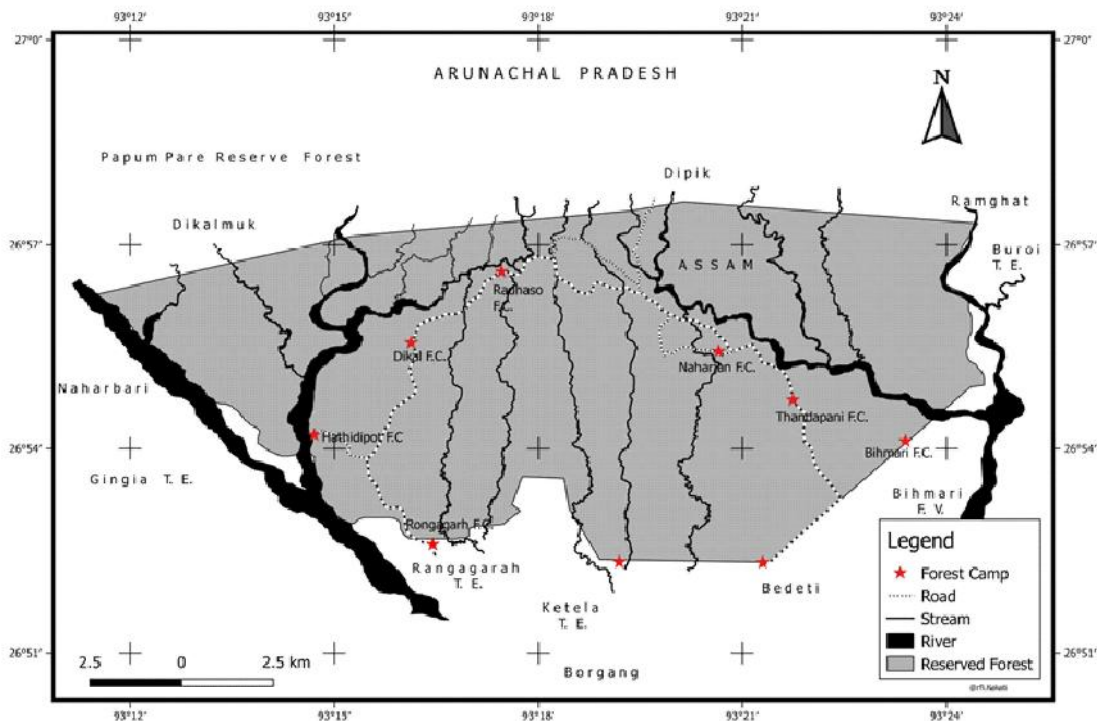 93°12'
93°15'
93°18'
93°21'
93°24'
27°0'
27°0'
ARUNACHAL PRADESH
N
Papum Pare Reserve Forest
Dipik
Dikalmuk
Ramghat
26°57'
26°57'
Buroi
T. E.
ASSAM
Radhaso
F.C.
Dikal F.C.
Naharjan F.C.
Naharbari
Thandapani F.C.
Hathidipot F.C
26°54'
26°54'
Bihmari F.C.
Gingia T. E.
Bihmari
F. V.
Rongagarh F.C.
Rangagarah
T. E.
Bedeti
Ketela
T. E.
Borgang
26°51'
26°51'
Legend
Forest Camp
Road
Stream
River
Reserved Forest
2.5 0 2.5 km
93°12'
93°15'
93°18'
93°21'
93°24'